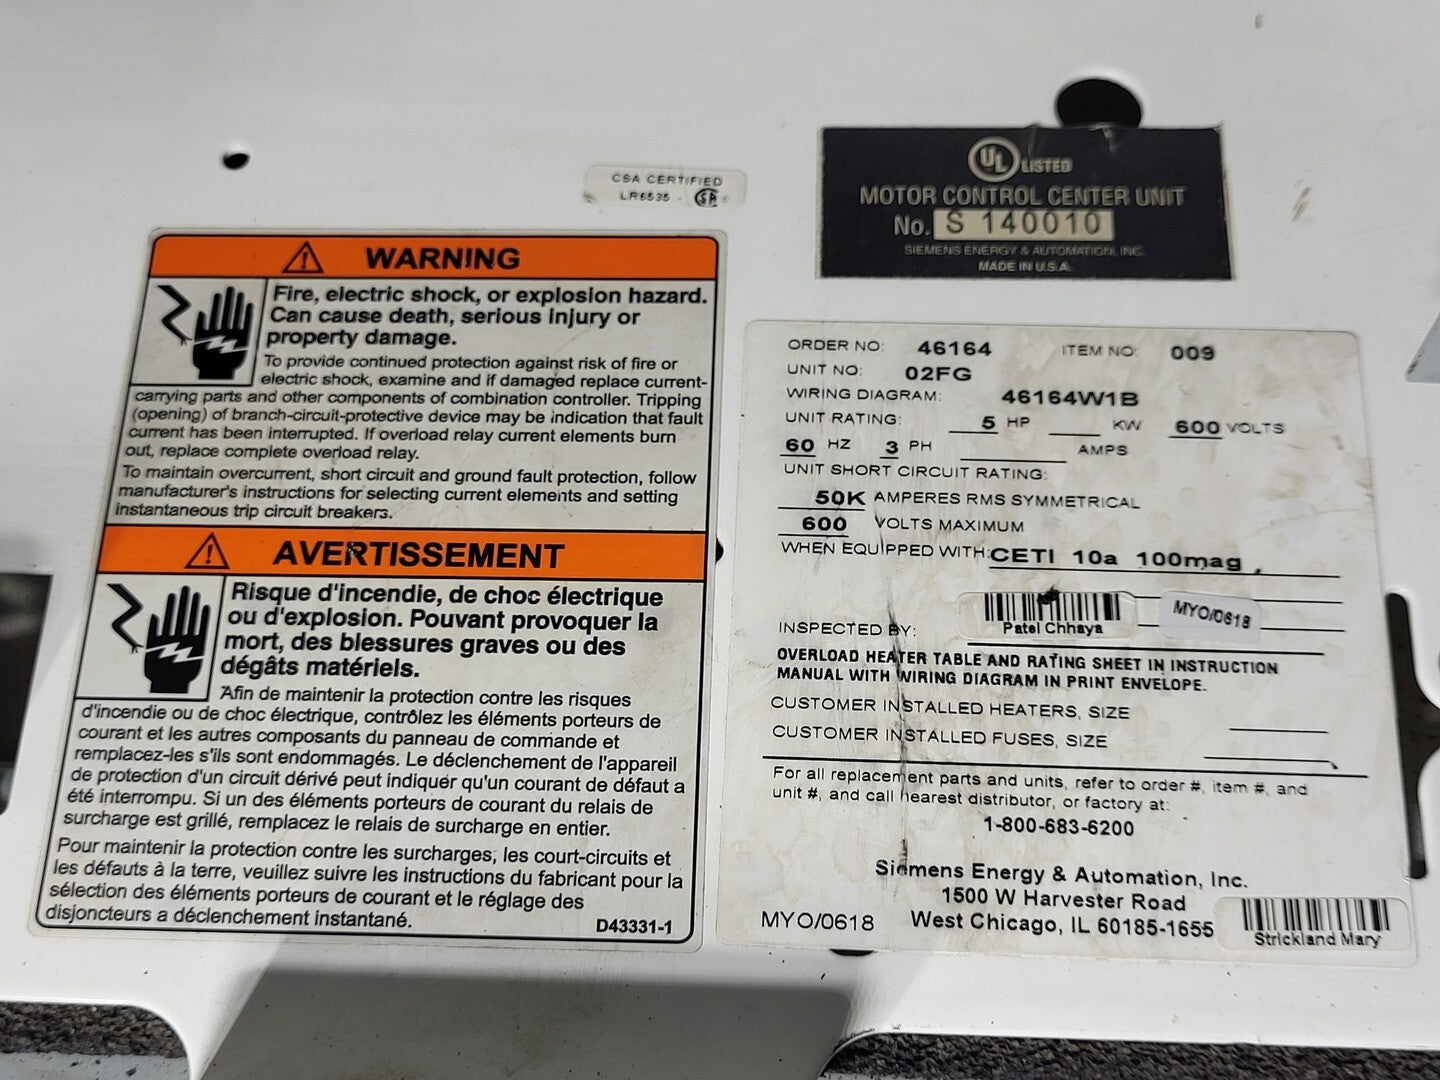 CSA CERTIFIED
LR6535
UL LISTED
MOTOR CONTROL CENTER UNIT
No. S 140010
SIEMENS ENERGY & AUTOMATION, INC.
MADE IN U.S.A.
WARNING
Fire, electric shock, or explosion hazard.
Can cause death, serious injury or
property damage.
To provide continued protection against risk of fire or
electric shock, examine and if damaged replace current-
carrying parts and other components of combination controller. Tripping
(opening) of branch-circuit-protective device may be indication that fault
current has been interrupted. If overload relay current elements burn
out, replace complete overload relay.
To maintain overcurrent, short circuit and ground fault protection, follow
manufacturer's instructions for selecting current elements and setting
instantaneous trip circuit breakers.
AVERTISSEMENT
Risque d'incendie, de choc électrique
ou d'explosion. Pouvant provoquer la
mort, des blessures graves ou des
dégâts matériels.
Afin de maintenir la protection contre les risques
d'incendie ou de choc électrique, contrôlez les éléments porteurs de
courant et les autres composants du panneau de commande et
remplacez-les s'ils sont endommagés. Le déclenchement de l'appareil
de protection d'un circuit dérivé peut indiquer qu'un courant de défaut a
été interrompu. Si un des éléments porteurs de courant du relais de
surcharge est grillé, remplacez le relais de surcharge en entier.
Pour maintenir la protection contre les surcharges, les court-circuits et
les défauts à la terre, veuillez suivre les instructions du fabricant pour la
sélection des éléments porteurs de courant et le réglage des
disjoncteurs a déclenchement instantané.
D43331-1
ORDER NO: 46164 ITEM NO: 009
UNIT NO: 02FG
WIRING DIAGRAM: 46164W1B
UNIT RATING: 5 HP KW 600 VOLTS
60 HZ 3 PH AMPS
UNIT SHORT CIRCUIT RATING:
50K AMPERES RMS SYMMETRICAL
600 VOLTS MAXIMUM
WHEN EQUIPPED WITH: CETI 10a 100mag ,
INSPECTED BY: Patel Chhaya MYO/0618
OVERLOAD HEATER TABLE AND RATING SHEET IN INSTRUCTION
MANUAL WITH WIRING DIAGRAM IN PRINT ENVELOPE.
CUSTOMER INSTALLED HEATERS, SIZE
CUSTOMER INSTALLED FUSES, SIZE
For all replacement parts and units, refer to order #, item #, and
unit #, and call nearest distributor, or factory at:
1-800-683-6200
Siemens Energy & Automation, Inc.
1500 W Harvester Road
MYO/0618 West Chicago, IL 60185-1655
Strickland Mary